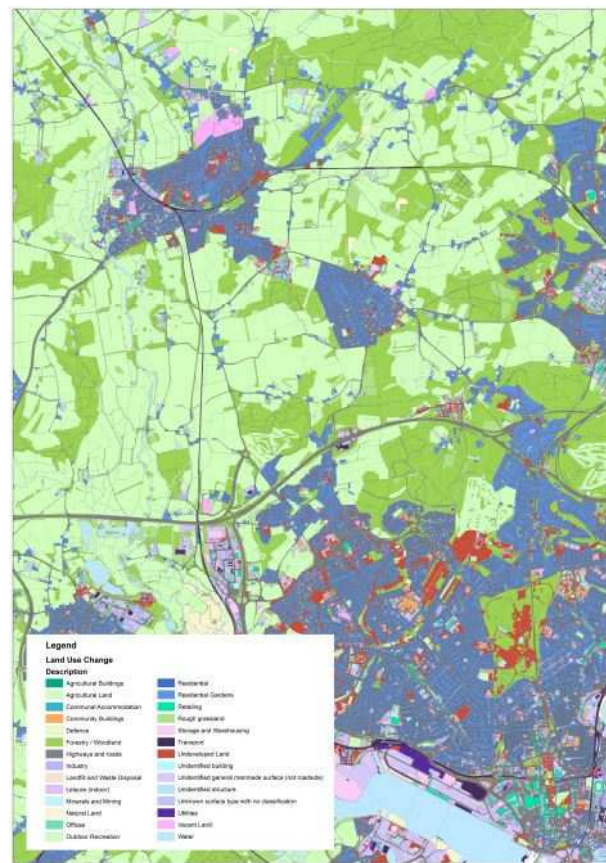 Legend
Land Use Change
Description
Agricultural Buildings
Agricultural Land
Communal Accommodation
Community Buildings
Defence
Forestry / Woodland
Highways and roads
Industry
Landfill and Waste Disposal
Leisure (indoor)
Minerals and Mining
Natural Land
Offices
Outdoor Recreation
Residential
Residential Gardens
Retailing
Rough grassland
Storage and Warehousing
Transport
Undeveloped Land
Unidentified building
Unidentified general manmade surface (not roadside)
Unidentified structure
Unknown surface type with no classification
Utilities
Vacant Land
Water